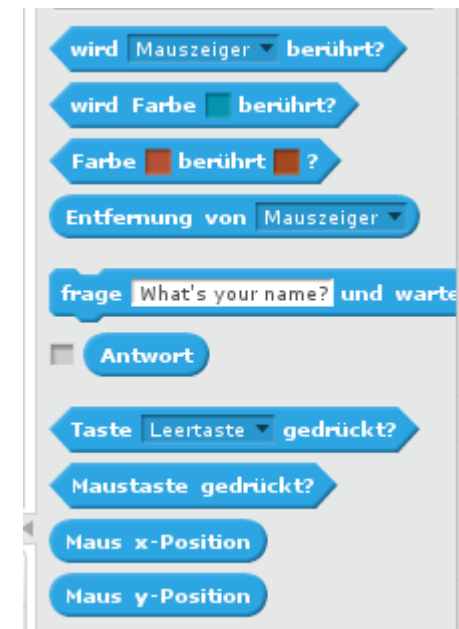 wird Mauszeiger berührt?
wird Farbe berührt?
Farbe berührt ?
Entfernung von Mauszeiger
frage What's your name? und warte
Antwort
Taste Leertaste gedrückt?
Maustaste gedrückt?
Maus x-Position
Maus y-Position